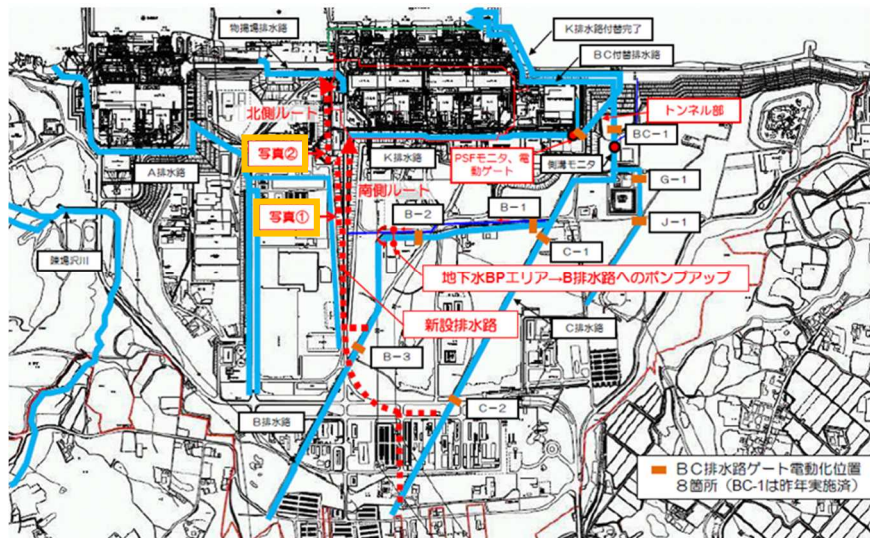 物揚場排水路
K排水路付替完了
BC付替排水路
北側ルート
トンネル部
写真②
K排水路
PSFモニタ、電
動ゲート
側溝モニタ
BC-1
A排水路
南側ルート
G-1
写真①
B-2
B-1
J-1
C-1
陳場沢川
地下水BPエリア→B排水路へのポンプアップ
新設排水路
C排水路
B-3
C-2
B排水路
BC排水路ゲート電動化位置
8箇所（BC-1は昨年実施済）